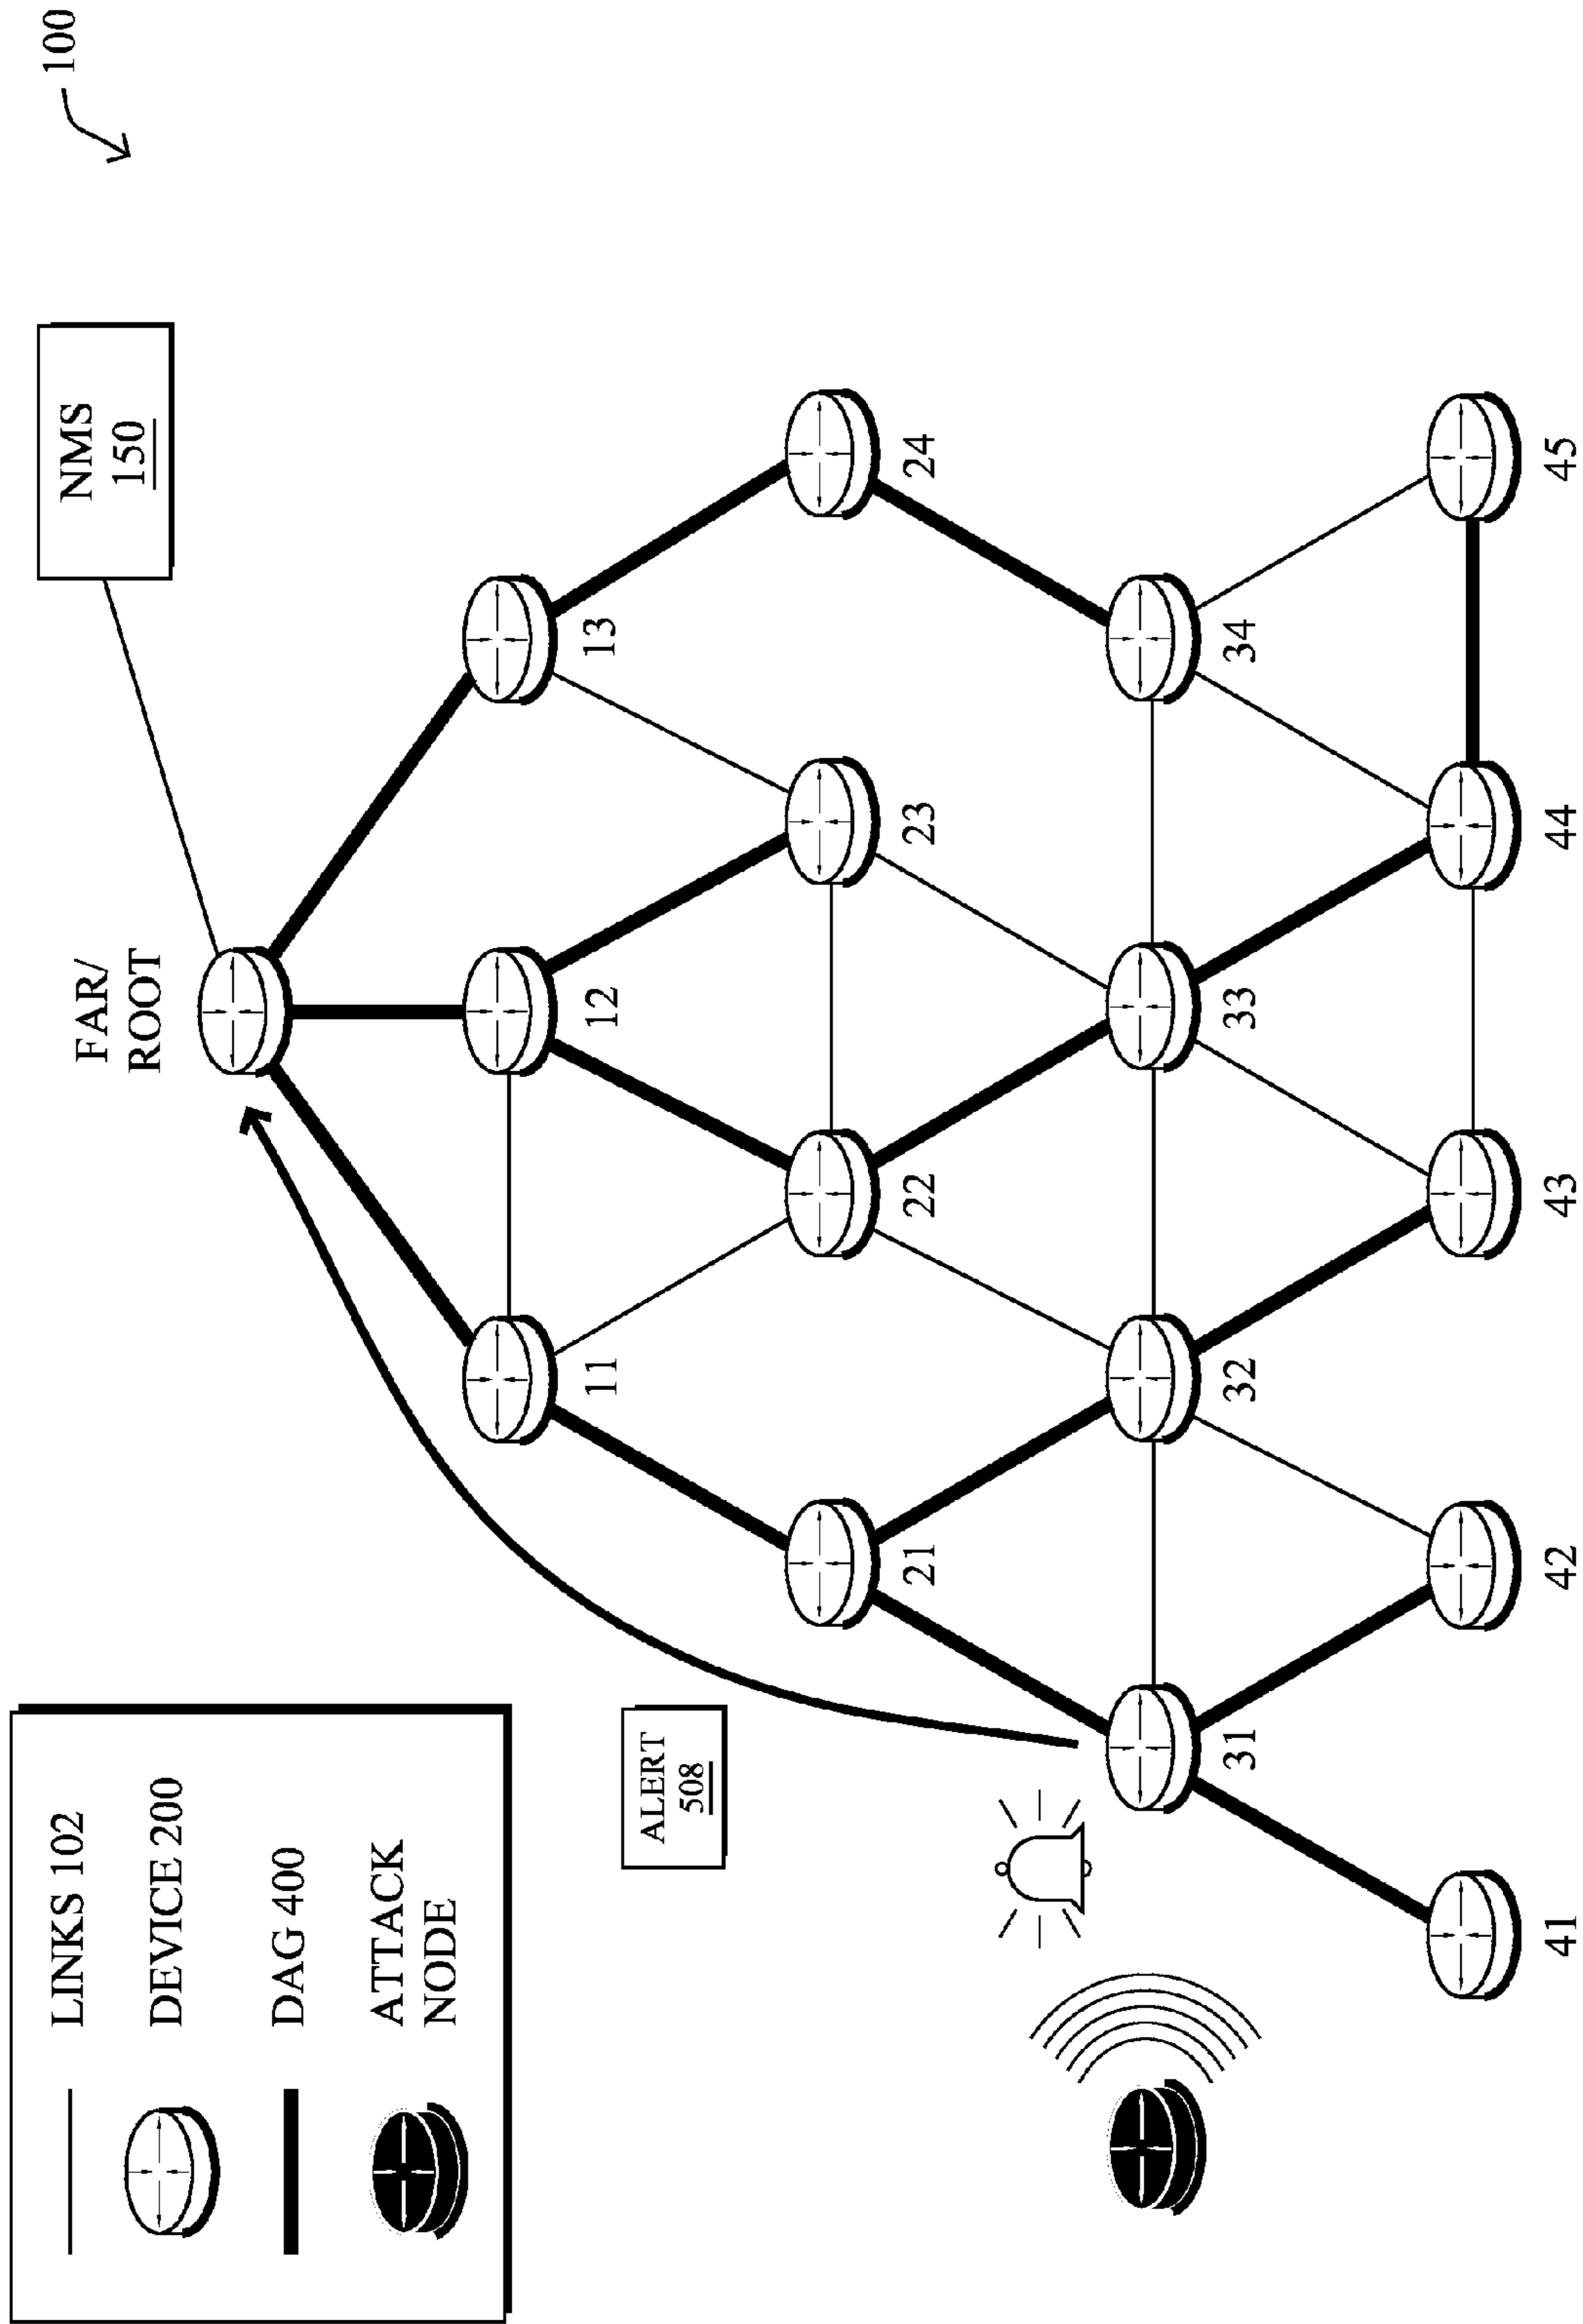 100
NMS
150
FAR/
ROOT
LINKS 102
DEVICE 200
DAG 400
ATTACK
NODE
ALERT
508
11
12
13
21
22
23
24
31
32
33
34
41
42
43
44
45